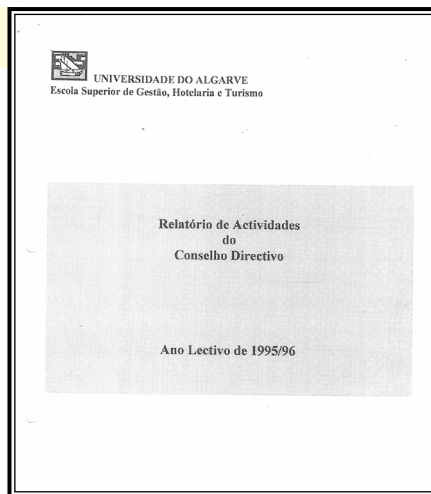 UNIVERSIDADE DO ALGARVE
Escola Superior de Gestão, Hotelaria e Turismo
Relatório de Actividades
do
Conselho Directivo
Ano Lectivo de 1995/96